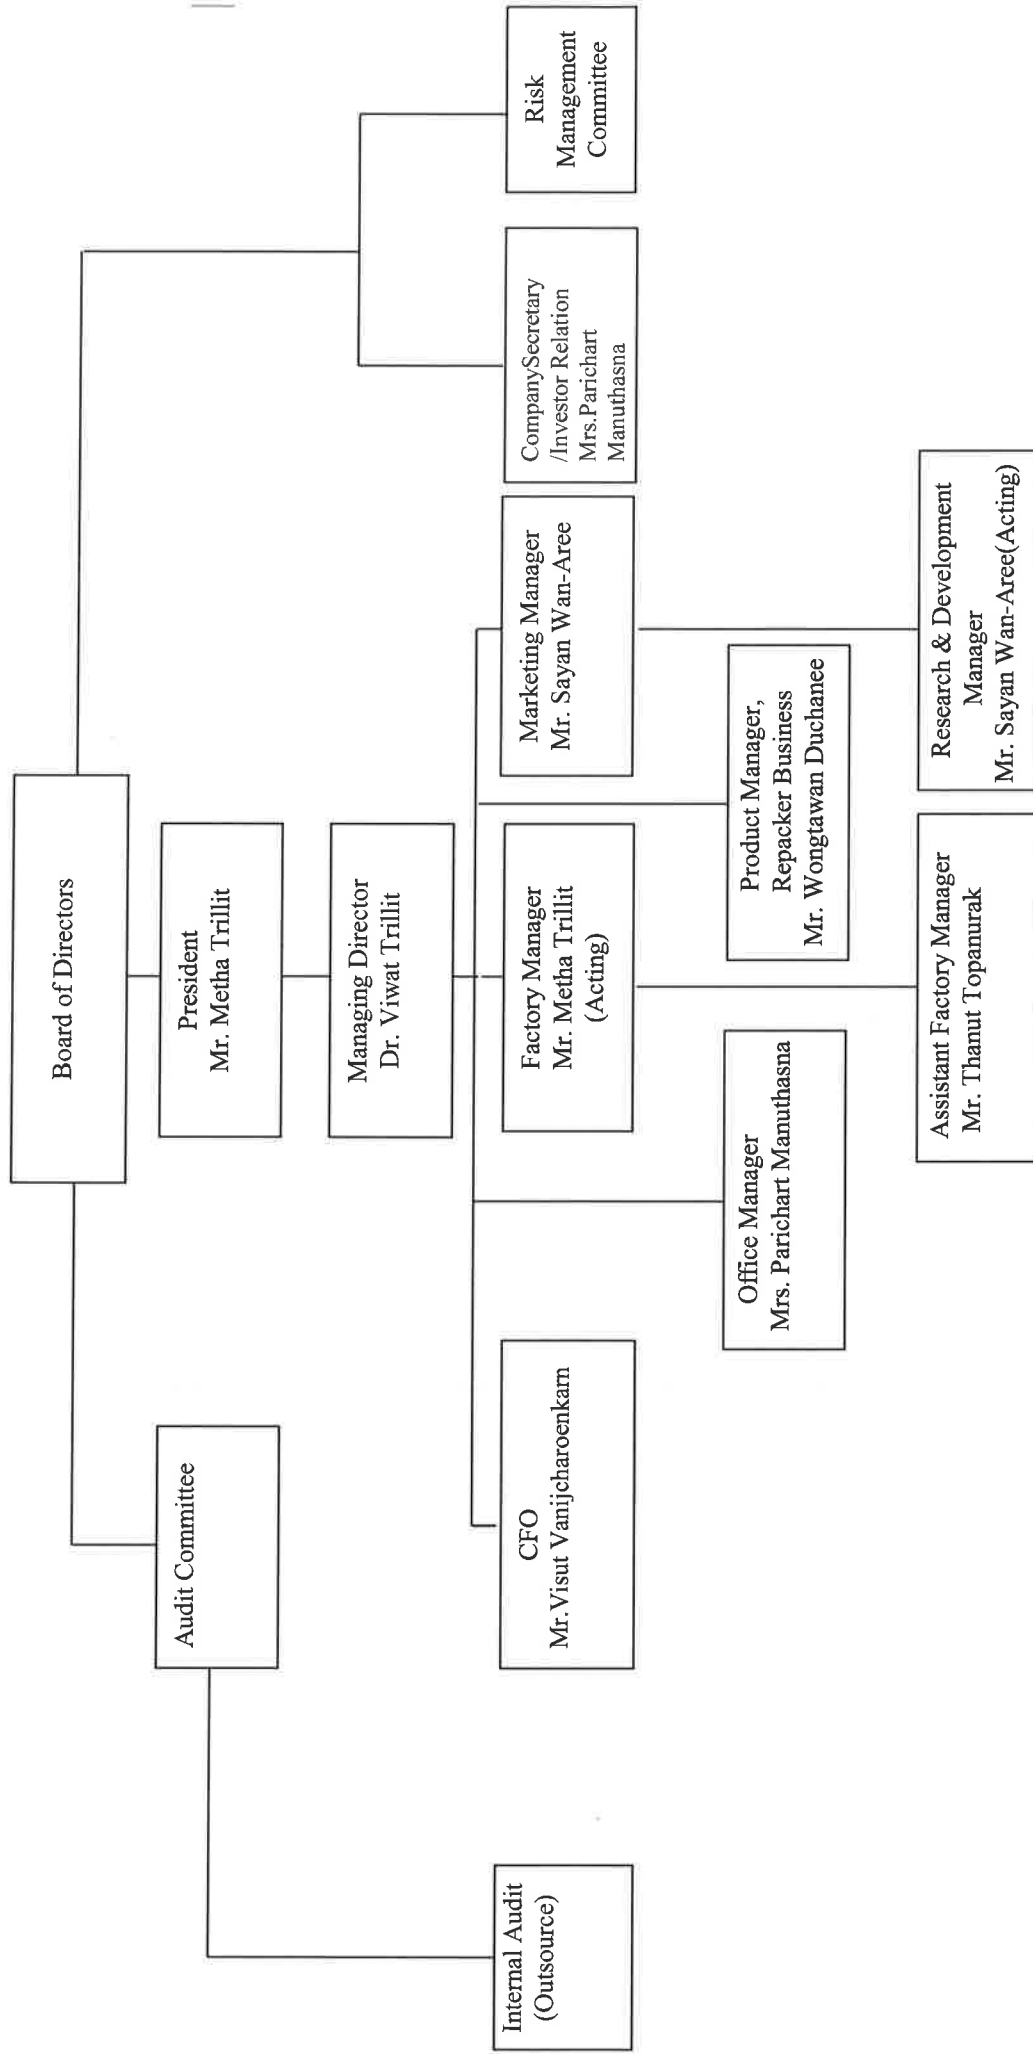 Board of Directors
Audit Committee
President
Mr. Metha Trillit
Managing Director
Dr. Viwat Trillit
Internal Audit
(Outsource)
CFO
Mr.Visut Vanijcharoenkarn
Factory Manager
Mr. Metha Trillit
(Acting)
Marketing Manager
Mr. Sayan Wan-Aree
CompanySecretary
/Investor Relation
Mrs.Parichart
Manuthasna
Risk
Management
Committee
Office Manager
Mrs. Parichart Manuthasna
Product Manager,
Repacker Business
Mr. Wongtawan Duchanee
Assistant Factory Manager
Mr. Thanut Topanurak
Research & Development
Manager
Mr. Sayan Wan-Aree(Acting)